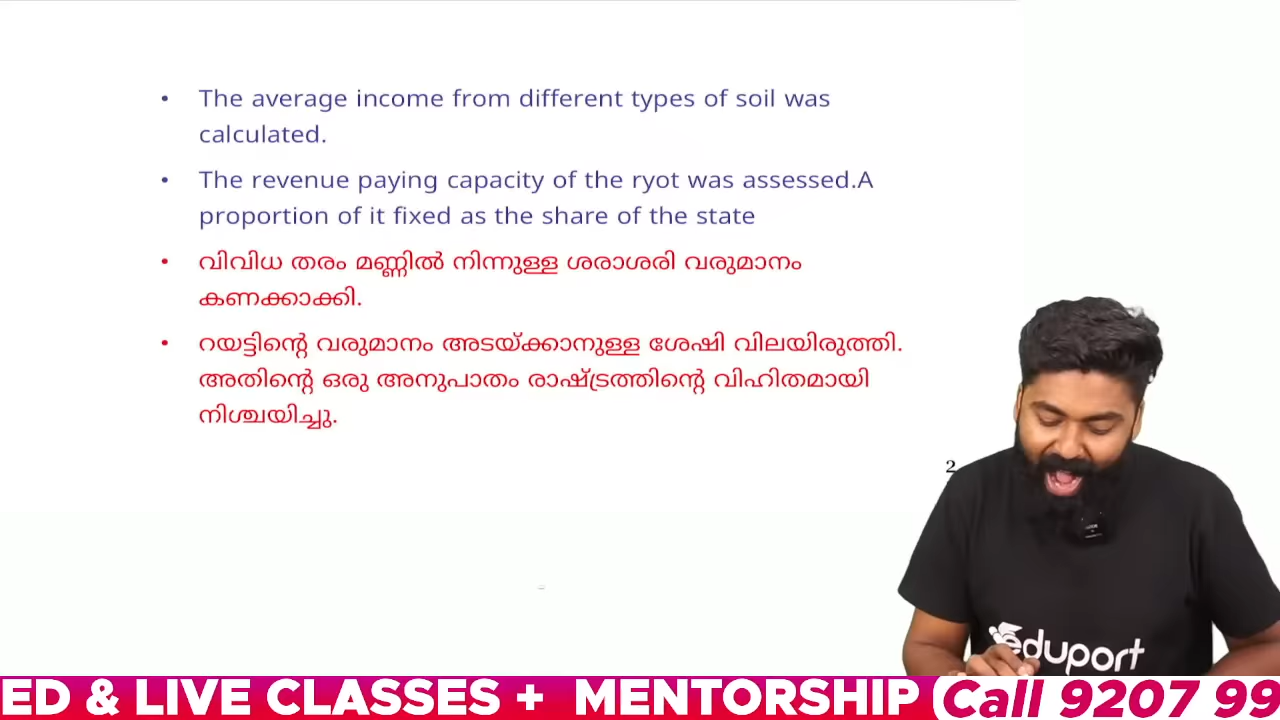 • The average income from different types of soil was
calculated.
• The revenue paying capacity of the ryot was assessed.A
proportion of it fixed as the share of the state
• വിവിധ തരം മണ്ണിൽ നിന്നുള്ള ശരാശരി വരുമാനം
കണക്കാക്കി.
• റയട്ടിന്റെ വരുമാനം അടയ്ക്കാനുള്ള ശേഷി വിലയിരുത്തി.
അതിന്റെ ഒരു അനുപാതം രാഷ്ട്രത്തിന്റെ വിഹിതമായി
നിശ്ചയിച്ചു.
2
eduport
ED & LIVE CLASSES + MENTORSHIP (Call 9207 99